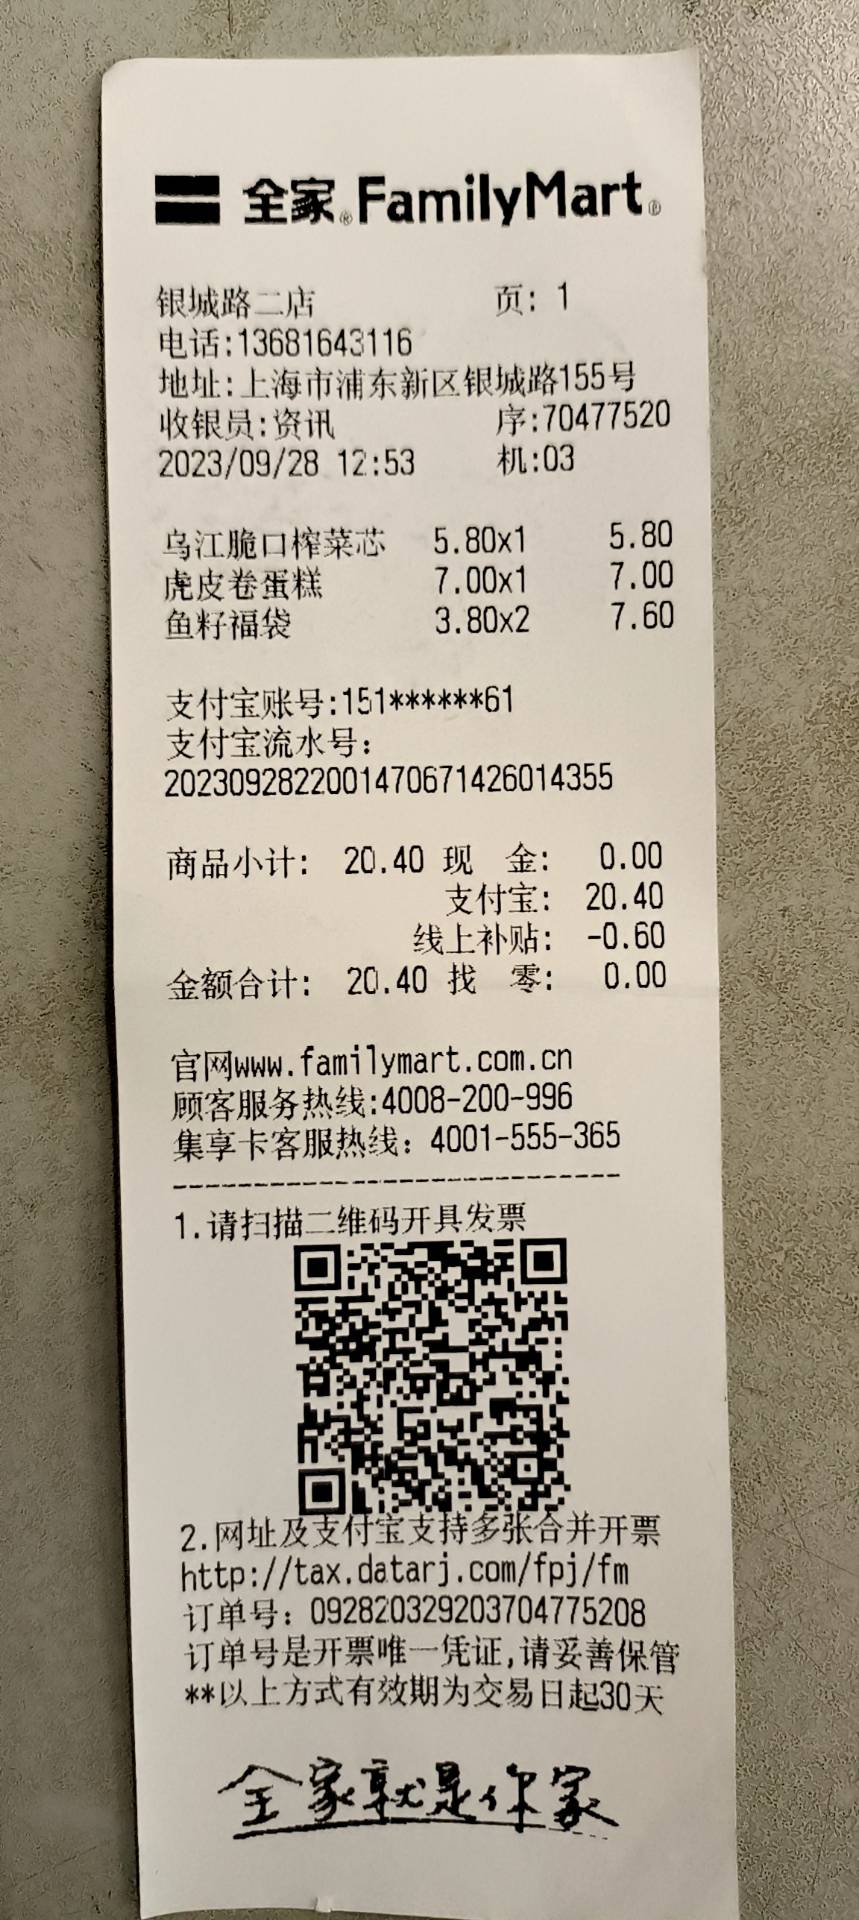 全家® FamilyMart®
银城路二店 页: 1
电话:13681643116
地址:上海市浦东新区银城路155号
收银员:资讯 序:70477520
2023/09/28 12:53 机:03
乌江脆口榨菜芯 5.80x1 5.80
虎皮卷蛋糕 7.00x1 7.00
鱼籽福袋 3.80x2 7.60
支付宝账号:151******61
支付宝流水号:
2023092822001470671426014355
商品小计: 20.40 现 金: 0.00
支付宝: 20.40
线上补贴: -0.60
金额合计: 20.40 找 零: 0.00
官网www.familymart.com.cn
顾客服务热线:4008-200-996
集享卡客服热线: 4001-555-365
1.请扫描二维码开具发票
2.网址及支付宝支持多张合并开票
http://tax.datarj.com/fpj/fm
订单号: 0928203292037047752​08
订单号是开票唯一凭证,请妥善保管
**以上方式有效期为交易日起30天
全家就是你家